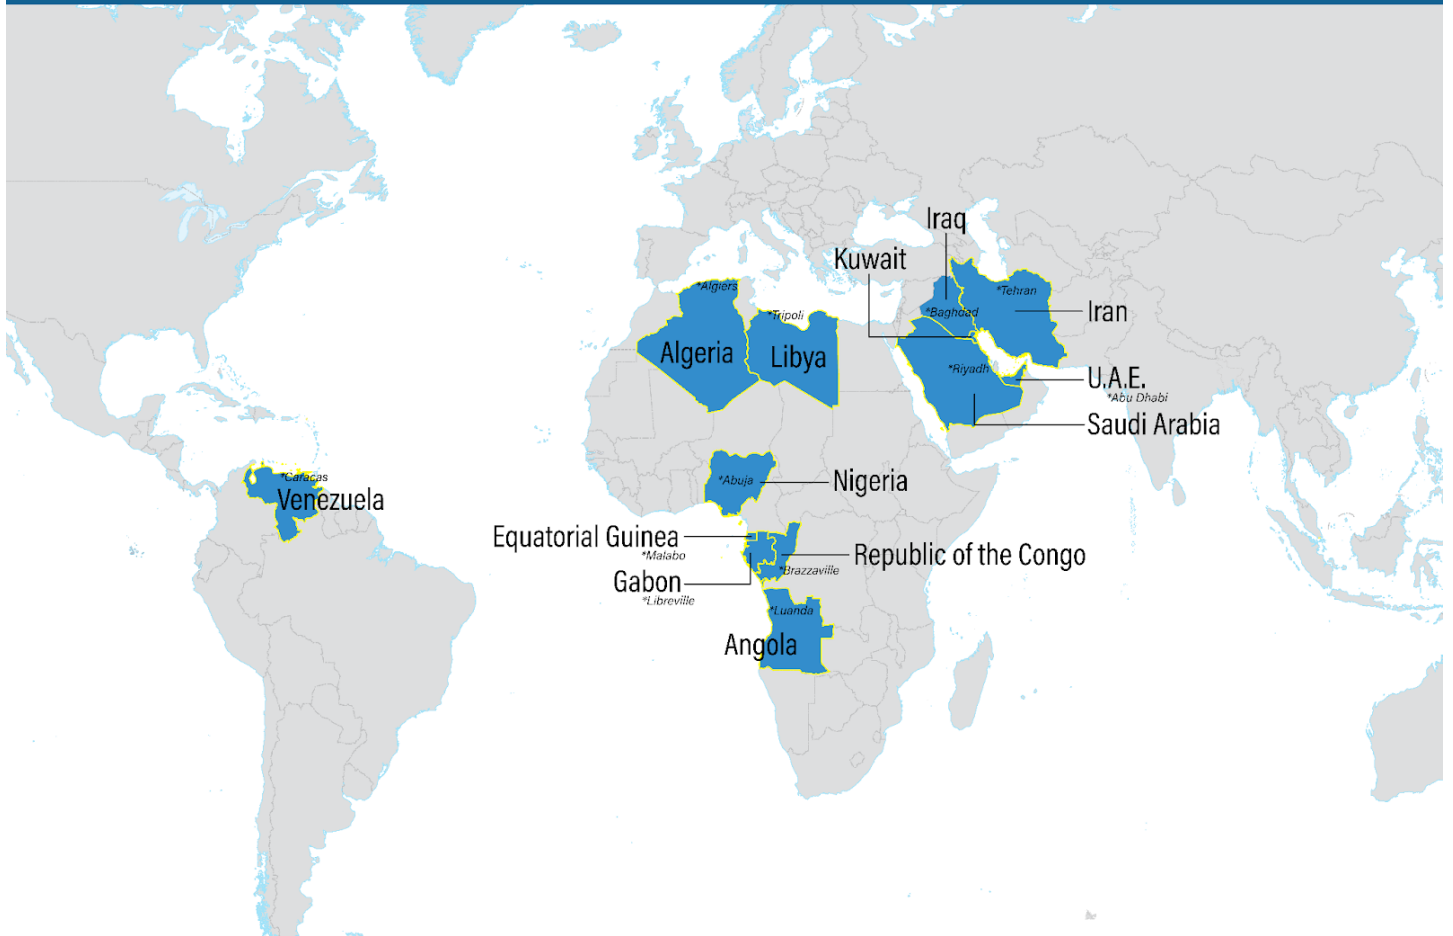 Iraq
Kuwait
*Algiers
*Tehran
*Tripoli
*Baghdad
Iran
Algeria
Libya
*Riyadh
U.A.E.
*Abu Dhabi
Saudi Arabia
*Caracas
Venezuela
*Abuja
Nigeria
Equatorial Guinea
*Malabo
Republic of the Congo
*Brazzaville
Gabon
*Libreville
*Luanda
Angola